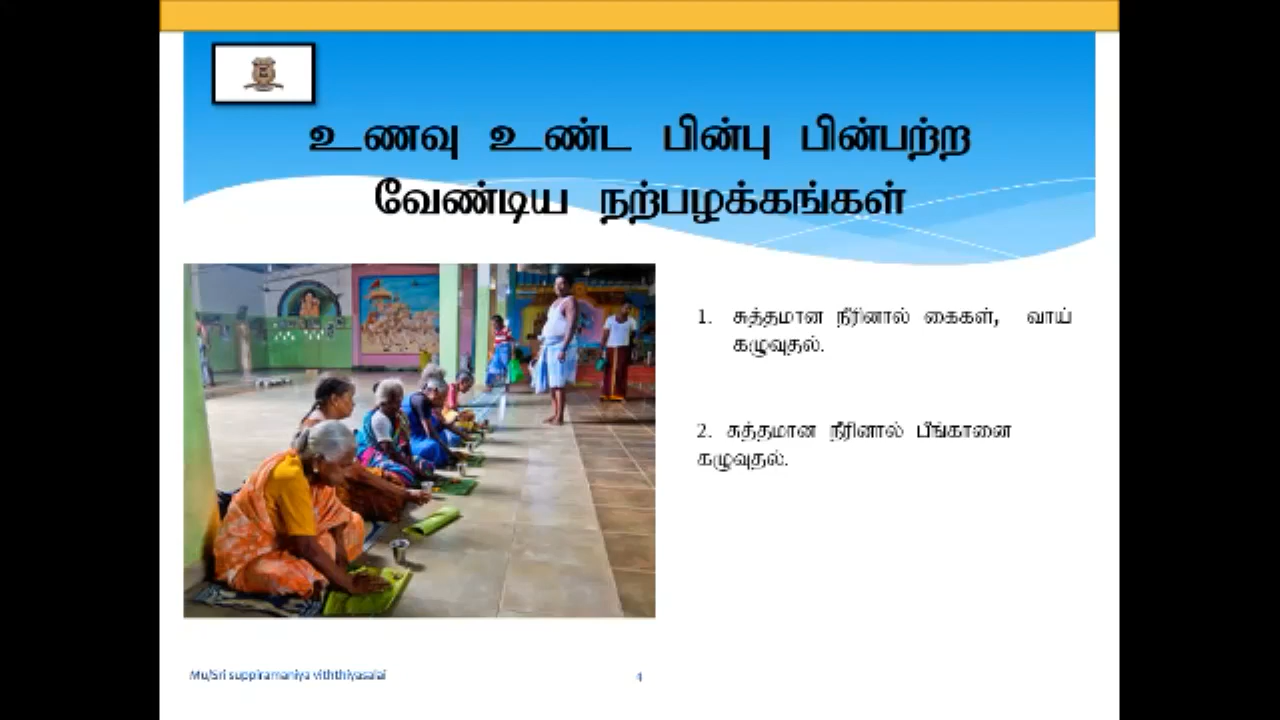 உணவு உண்ட பின்பு பின்பற்ற
வேண்டிய நற்பழக்கங்கள்
1. சுத்தமான நீரினால் கைகள், வாய்
கழுவுதல்.
2. சுத்தமான நீரினால் பீங்கானை
கழுவுதல்.
Mu/Sri suppiramaniya viththiyasalai
4